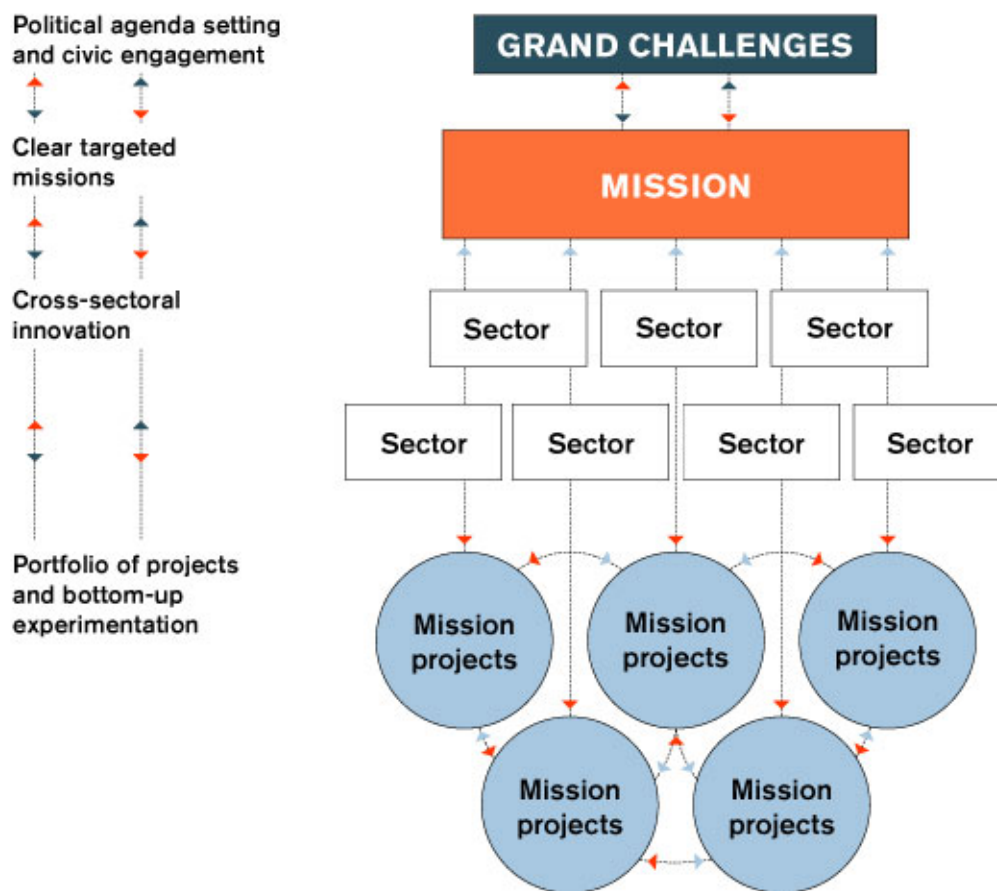 Political agenda setting
and civic engagement
GRAND CHALLENGES
Clear targeted
missions
MISSION
Cross-sectoral
innovation
Sector
Sector
Sector
Sector
Sector
Sector
Sector
Portfolio of projects
and bottom-up
experimentation
Mission
projects
Mission
projects
Mission
projects
Mission
projects
Mission
projects